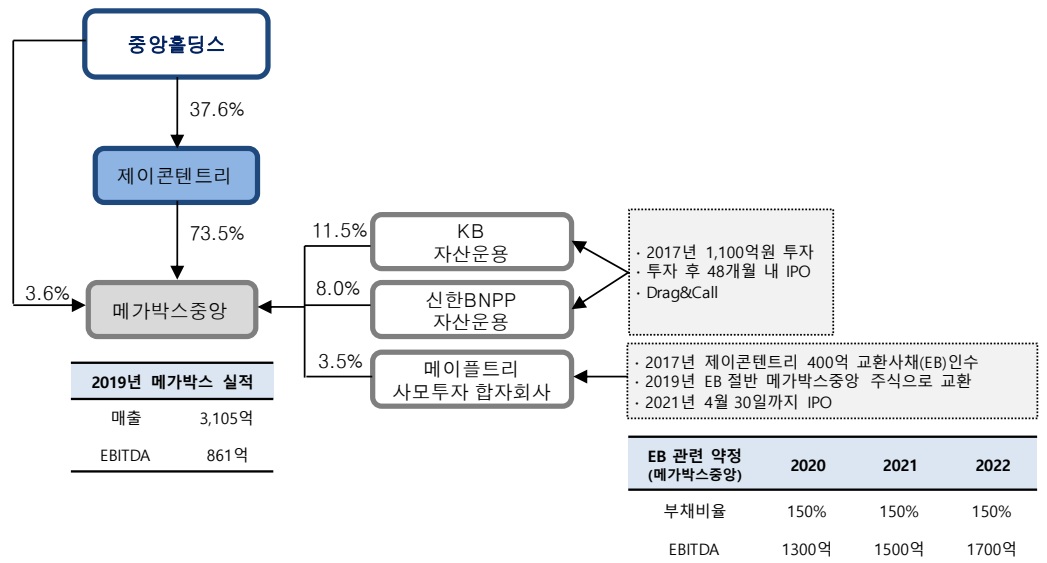 중앙홀딩스
37.6%
제이콘텐트리
73.5%
3.6%
메가박스중앙
11.5%
KB
자산운용
8.0%
신한BNPP
자산운용
3.5%
메이플트리
사모투자 합자회사
· 2017년 1,100억원 투자
· 투자 후 48개월 내 IPO
· Drag&Call
· 2017년 제이콘텐트리 400억 교환사채(EB)인수
· 2019년 EB 절반 메가박스중앙 주식으로 교환
· 2021년 4월 30일까지 IPO
2019년 메가박스 실적
매출 3,105억
EBITDA 861억
EB 관련 약정 2020 2021 2022
(메가박스중앙)
부채비율 150% 150% 150%
EBITDA 1300억 1500억 1700억